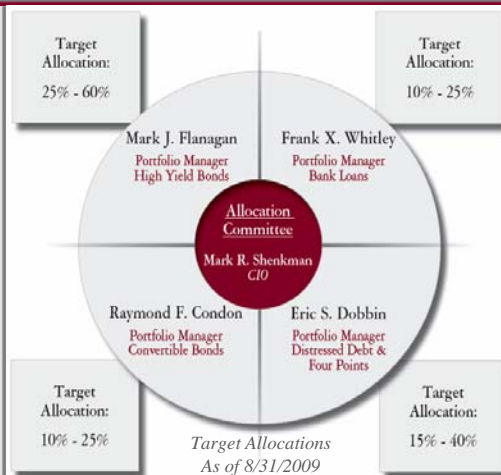 Target
Allocation:
25% - 60%
Target
Allocation:
10% - 25%
Mark J. Flanagan
Portfolio Manager
High Yield Bonds
Frank X. Whitley
Portfolio Manager
Bank Loans
Allocation
Committee
Mark R. Shenkman
CIO
Raymond F. Condon
Portfolio Manager
Convertible Bonds
Eric S. Dobbin
Portfolio Manager
Distressed Debt &
Four Points
Target
Allocation:
10% - 25%
Target
Allocation:
15% - 40%
Target Allocations
As of 8/31/2009